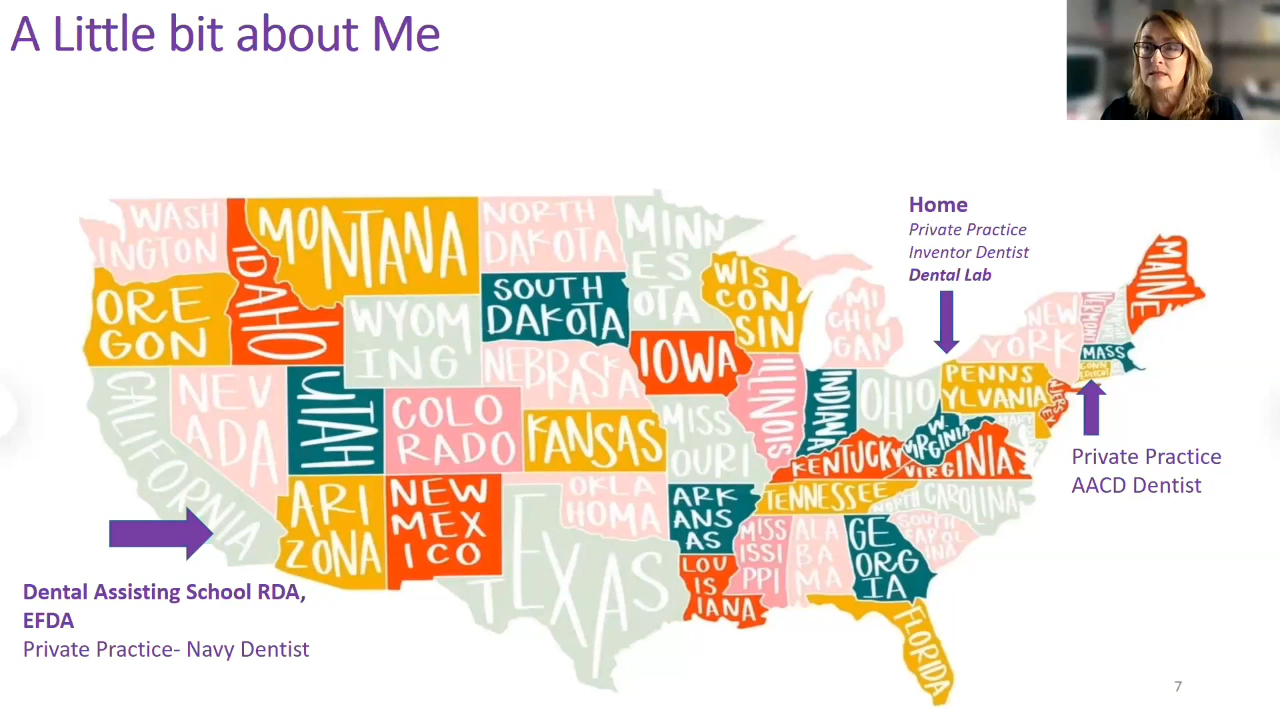 A Little bit about Me
Home
Private Practice
Inventor Dentist
Dental Lab
WASH
INGTON
MONTANA
NORTH
DAKOTA
MINN
ES
OTA
IDAHO
ORE
GON
WYOM
ING
SOUTH
DAKOTA
WIS
CON
SIN
MI
CHI
GAN
NEW
YORK
VERMONT
MAINE
MASS
CALIFORNIA
NEV
ADA
UTAH
COLO
RADO
NEBRASKA
KANSAS
IOWA
MISS
OURI
ILLINOIS
INDIANA
OHIO
PENNS
YLVANIA
JERSEY
W.
VIRGINIA
VIRGINIA
KENTUCKY
TENNESSEE
NORTH CAROLINA
SOUTH
CAROL
INA
ARI
ZONA
NEW
MEX
ICO
TEXAS
OKLA
HOMA
ARK
ANS
AS
LOU
IS
IANA
MISS
ISSI
PPI
ALA
BA
MA
GE
ORG
IA
FLORIDA
Private Practice
AACD Dentist
Dental Assisting School RDA,
EFDA
Private Practice- Navy Dentist
7